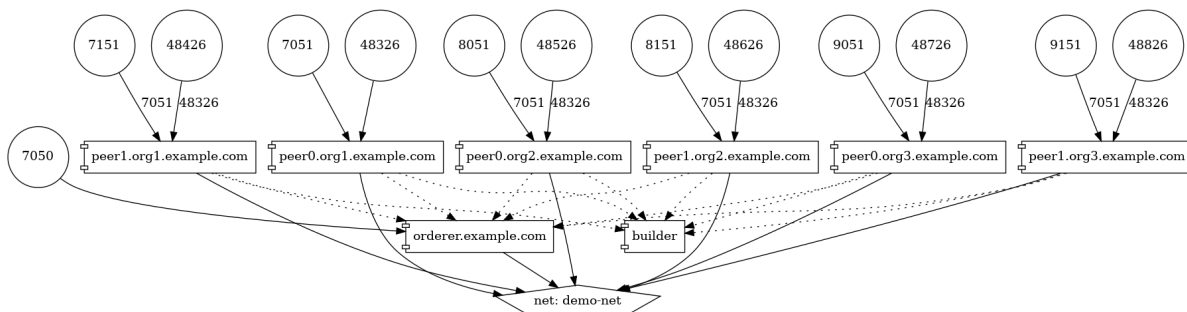 7151
48426
7051
48326
8051
48526
8151
48626
9051
48726
9151
48826
7051 48326
7051 48326
7051 48326
7051 48326
7051 48326
7050
peer1.org1.example.com
peer0.org1.example.com
peer0.org2.example.com
peer1.org2.example.com
peer0.org3.example.com
peer1.org3.example.com
orderer.example.com
builder
net: demo-net